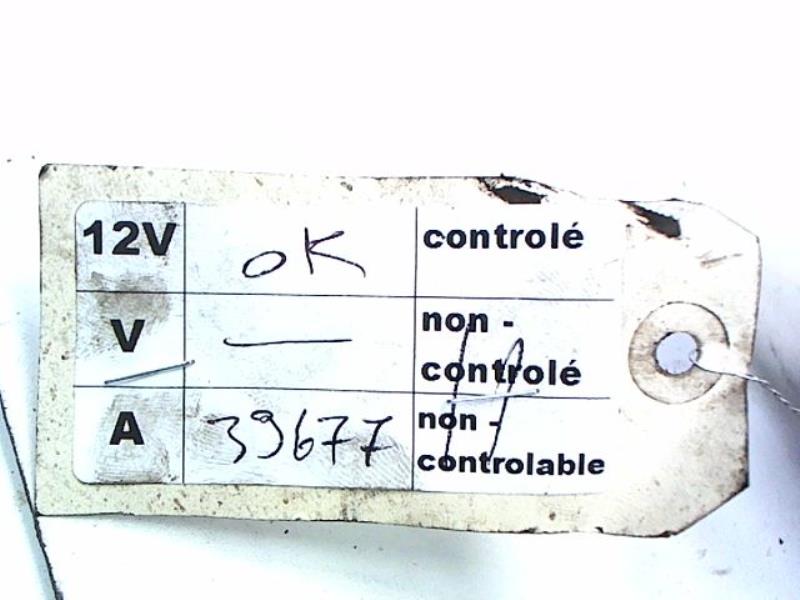 12V OK controlé
V — non -
controlé
A 39677 non -
controlable